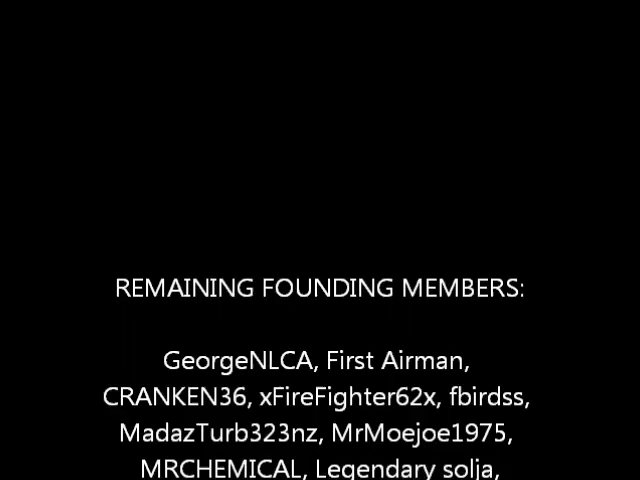 REMAINING FOUNDING MEMBERS:
GeorgeNLCA, First Airman,
CRANKEN36, xFireFighter62x, fbirdss,
MadazTurb323nz, MrMoejoe1975,
MRCHEMICAL, Legendary solja,